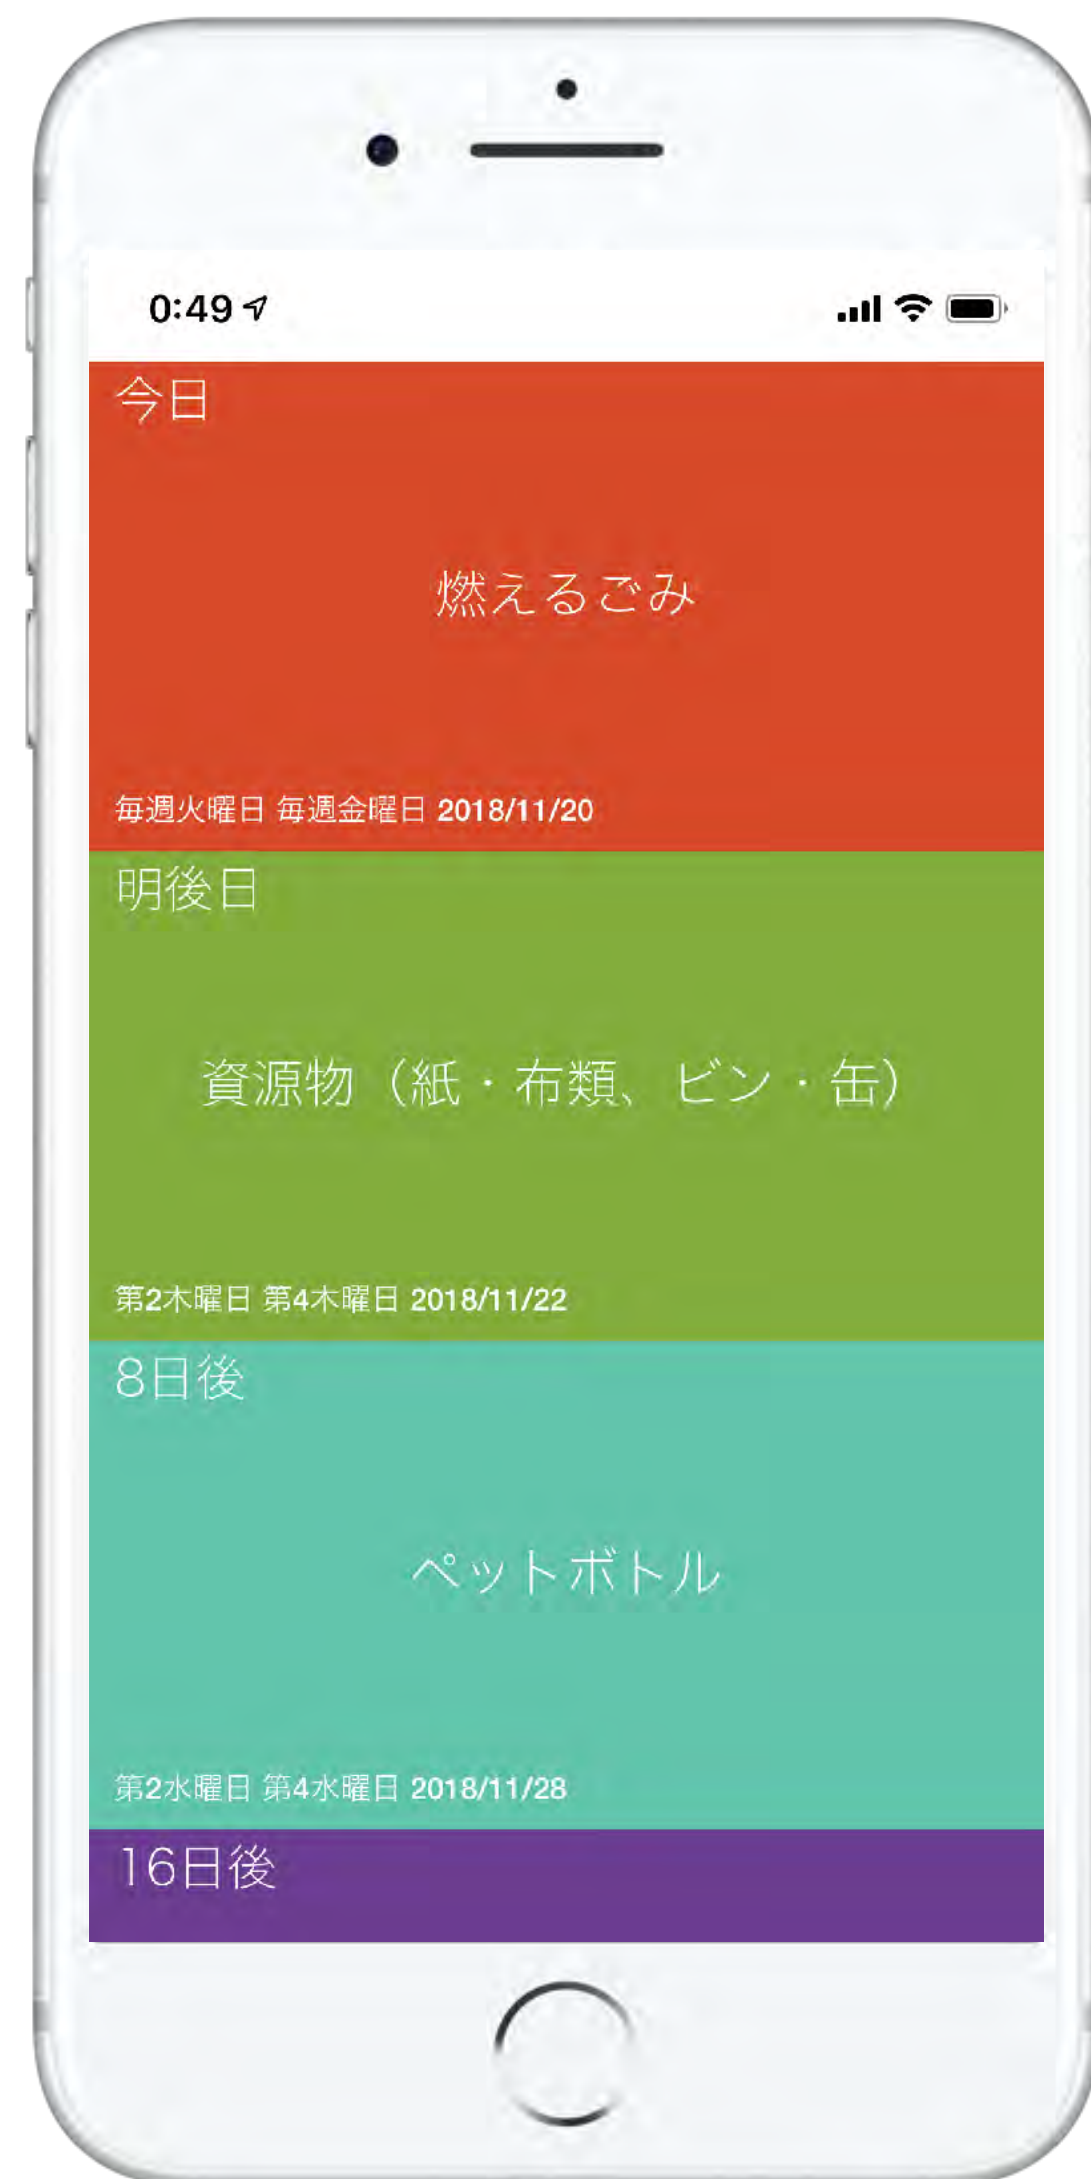 0:49
今日
燃えるごみ
毎週火曜日 毎週金曜日 2018/11/20
明後日
資源物（紙・布類、ビン・缶）
第2木曜日 第4木曜日 2018/11/22
8日後
ペットボトル
第2水曜日 第4水曜日 2018/11/28
16日後